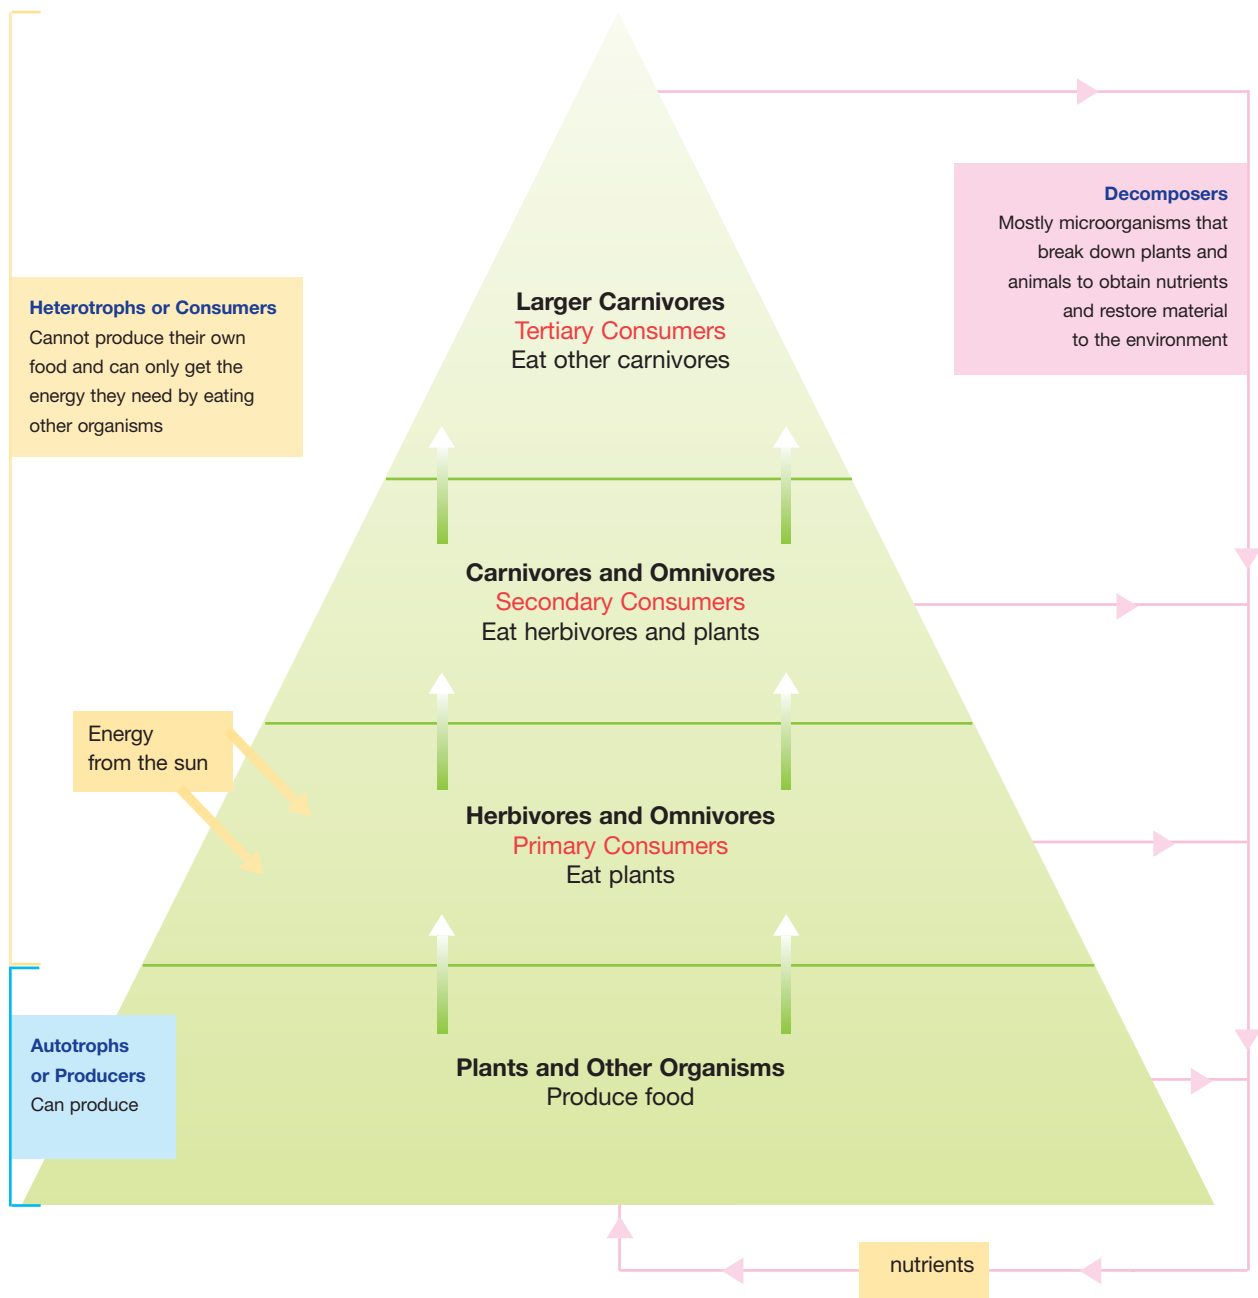 Decomposers
Mostly microorganisms that
break down plants and
animals to obtain nutrients
and restore material
to the environment
Heterotrophs or Consumers
Cannot produce their own
food and can only get the
energy they need by eating
other organisms
Larger Carnivores
Tertiary Consumers
Eat other carnivores
Carnivores and Omnivores
Secondary Consumers
Eat herbivores and plants
Energy
from the sun
Herbivores and Omnivores
Primary Consumers
Eat plants
Autotrophs
or Producers
Can produce
Plants and Other Organisms
Produce food
nutrients